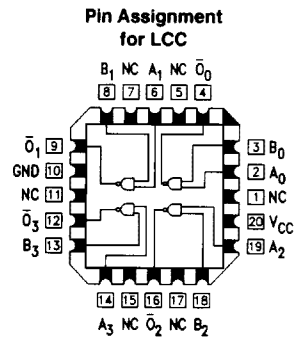 Pin Assignment
for LCC
B₁ NC A₁ NC Ō₀
8 7 6 5 4
Ō₁ 9
GND 10
NC 11
Ō₃ 12
B₃ 13
3 B₀
2 A₀
1 NC
20 V_CC
19 A₂
14 15 16 17 18
A₃ NC Ō₂ NC B₂